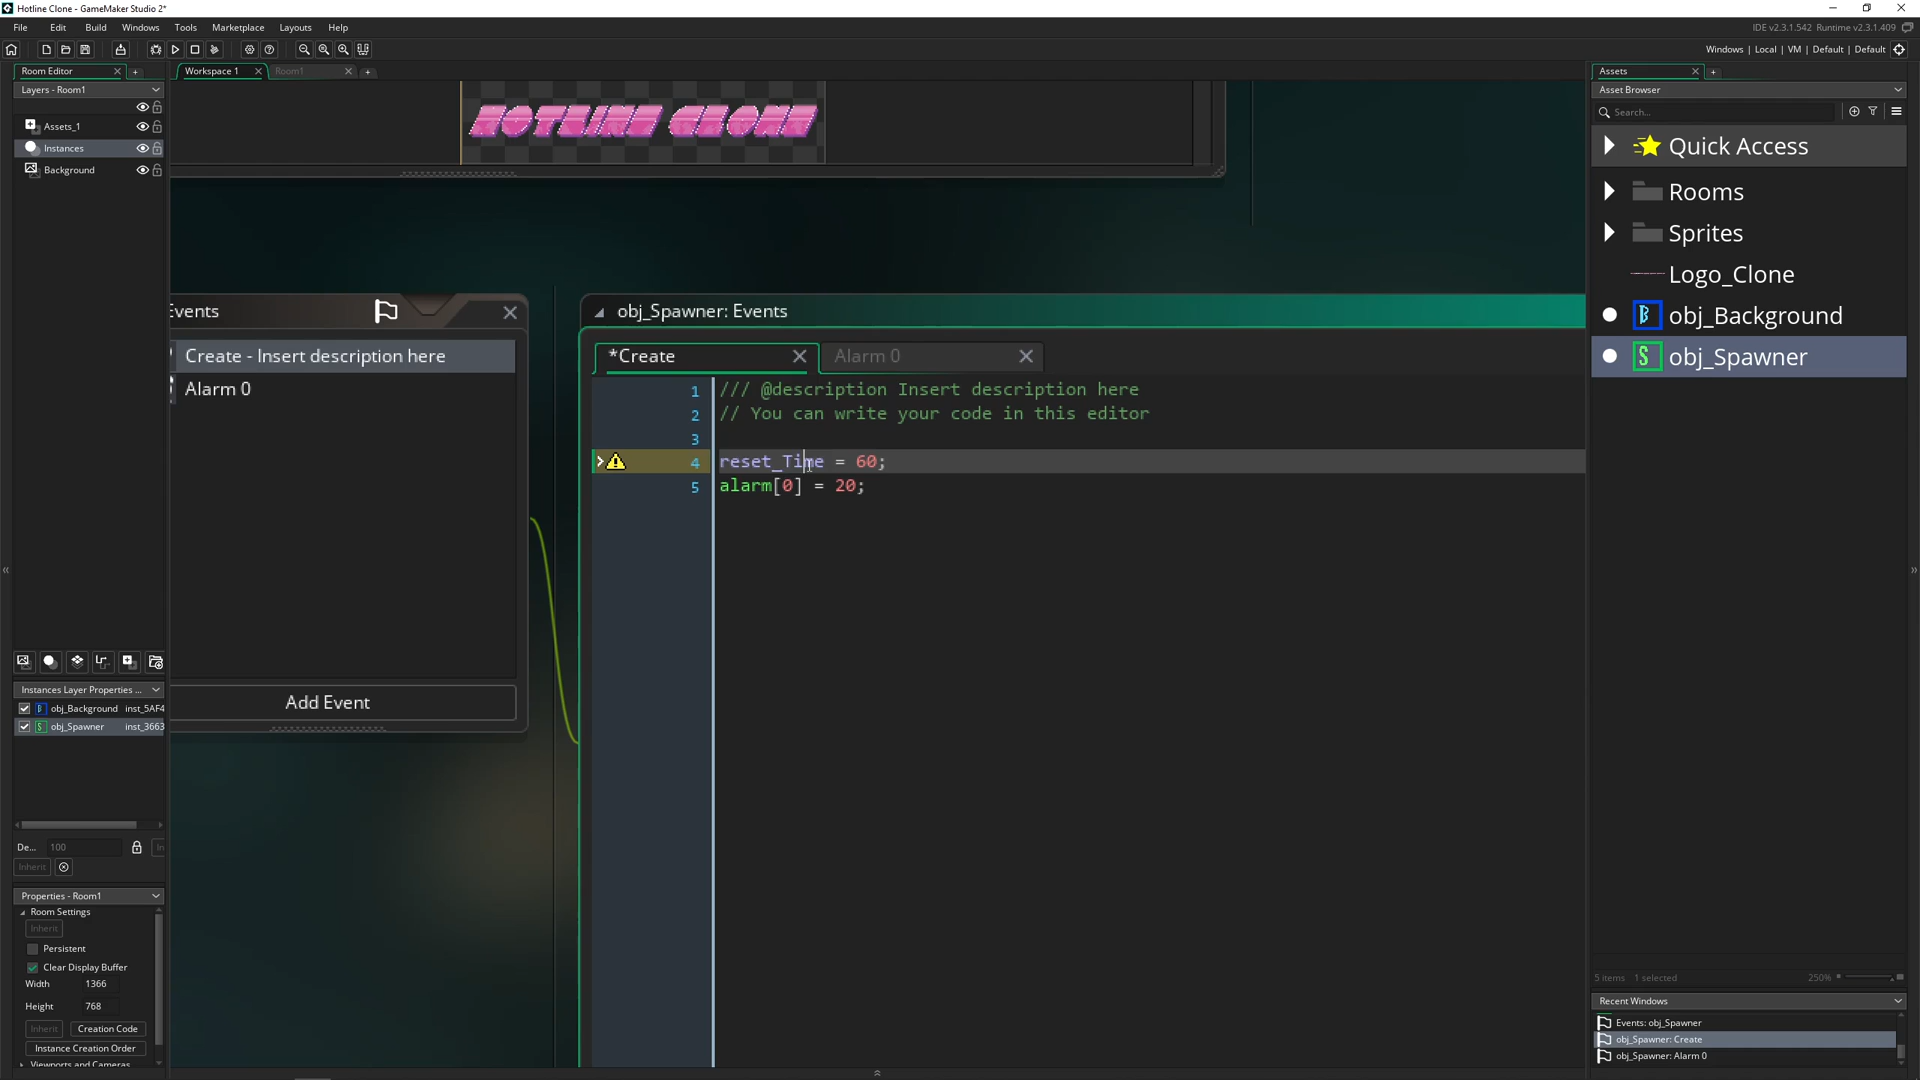 Hotline Clone - GameMaker Studio 2*
File Edit Build Windows Tools Marketplace Layouts Help
IDE v2.3.1.542 Runtime v2.3.1.409
Windows | Local | VM | Default | Default
Room Editor
Workspace 1
Room1
Assets
Layers - Room1
Asset Browser
Search...
Assets_1
Instances
Background
HOTLINE CLONE
Quick Access
Rooms
Sprites
Logo_Clone
obj_Background
obj_Spawner
Events
Create - Insert description here
Alarm 0
Add Event
obj_Spawner: Events
*Create
Alarm 0
1 /// @description Insert description here
2 // You can write your code in this editor
3
4 reset_Time = 60;
5 alarm[0] = 20;
Instances Layer Properties ...
obj_Background inst_5AF4
obj_Spawner inst_3663
De... 100
Inherit
Properties - Room1
Room Settings
Inherit
Persistent
Clear Display Buffer
Width 1366
Height 768
Inherit Creation Code
Instance Creation Order
Viewports and Cameras
5 items 1 selected
250%
Recent Windows
Events: obj_Spawner
obj_Spawner: Create
obj_Spawner: Alarm 0